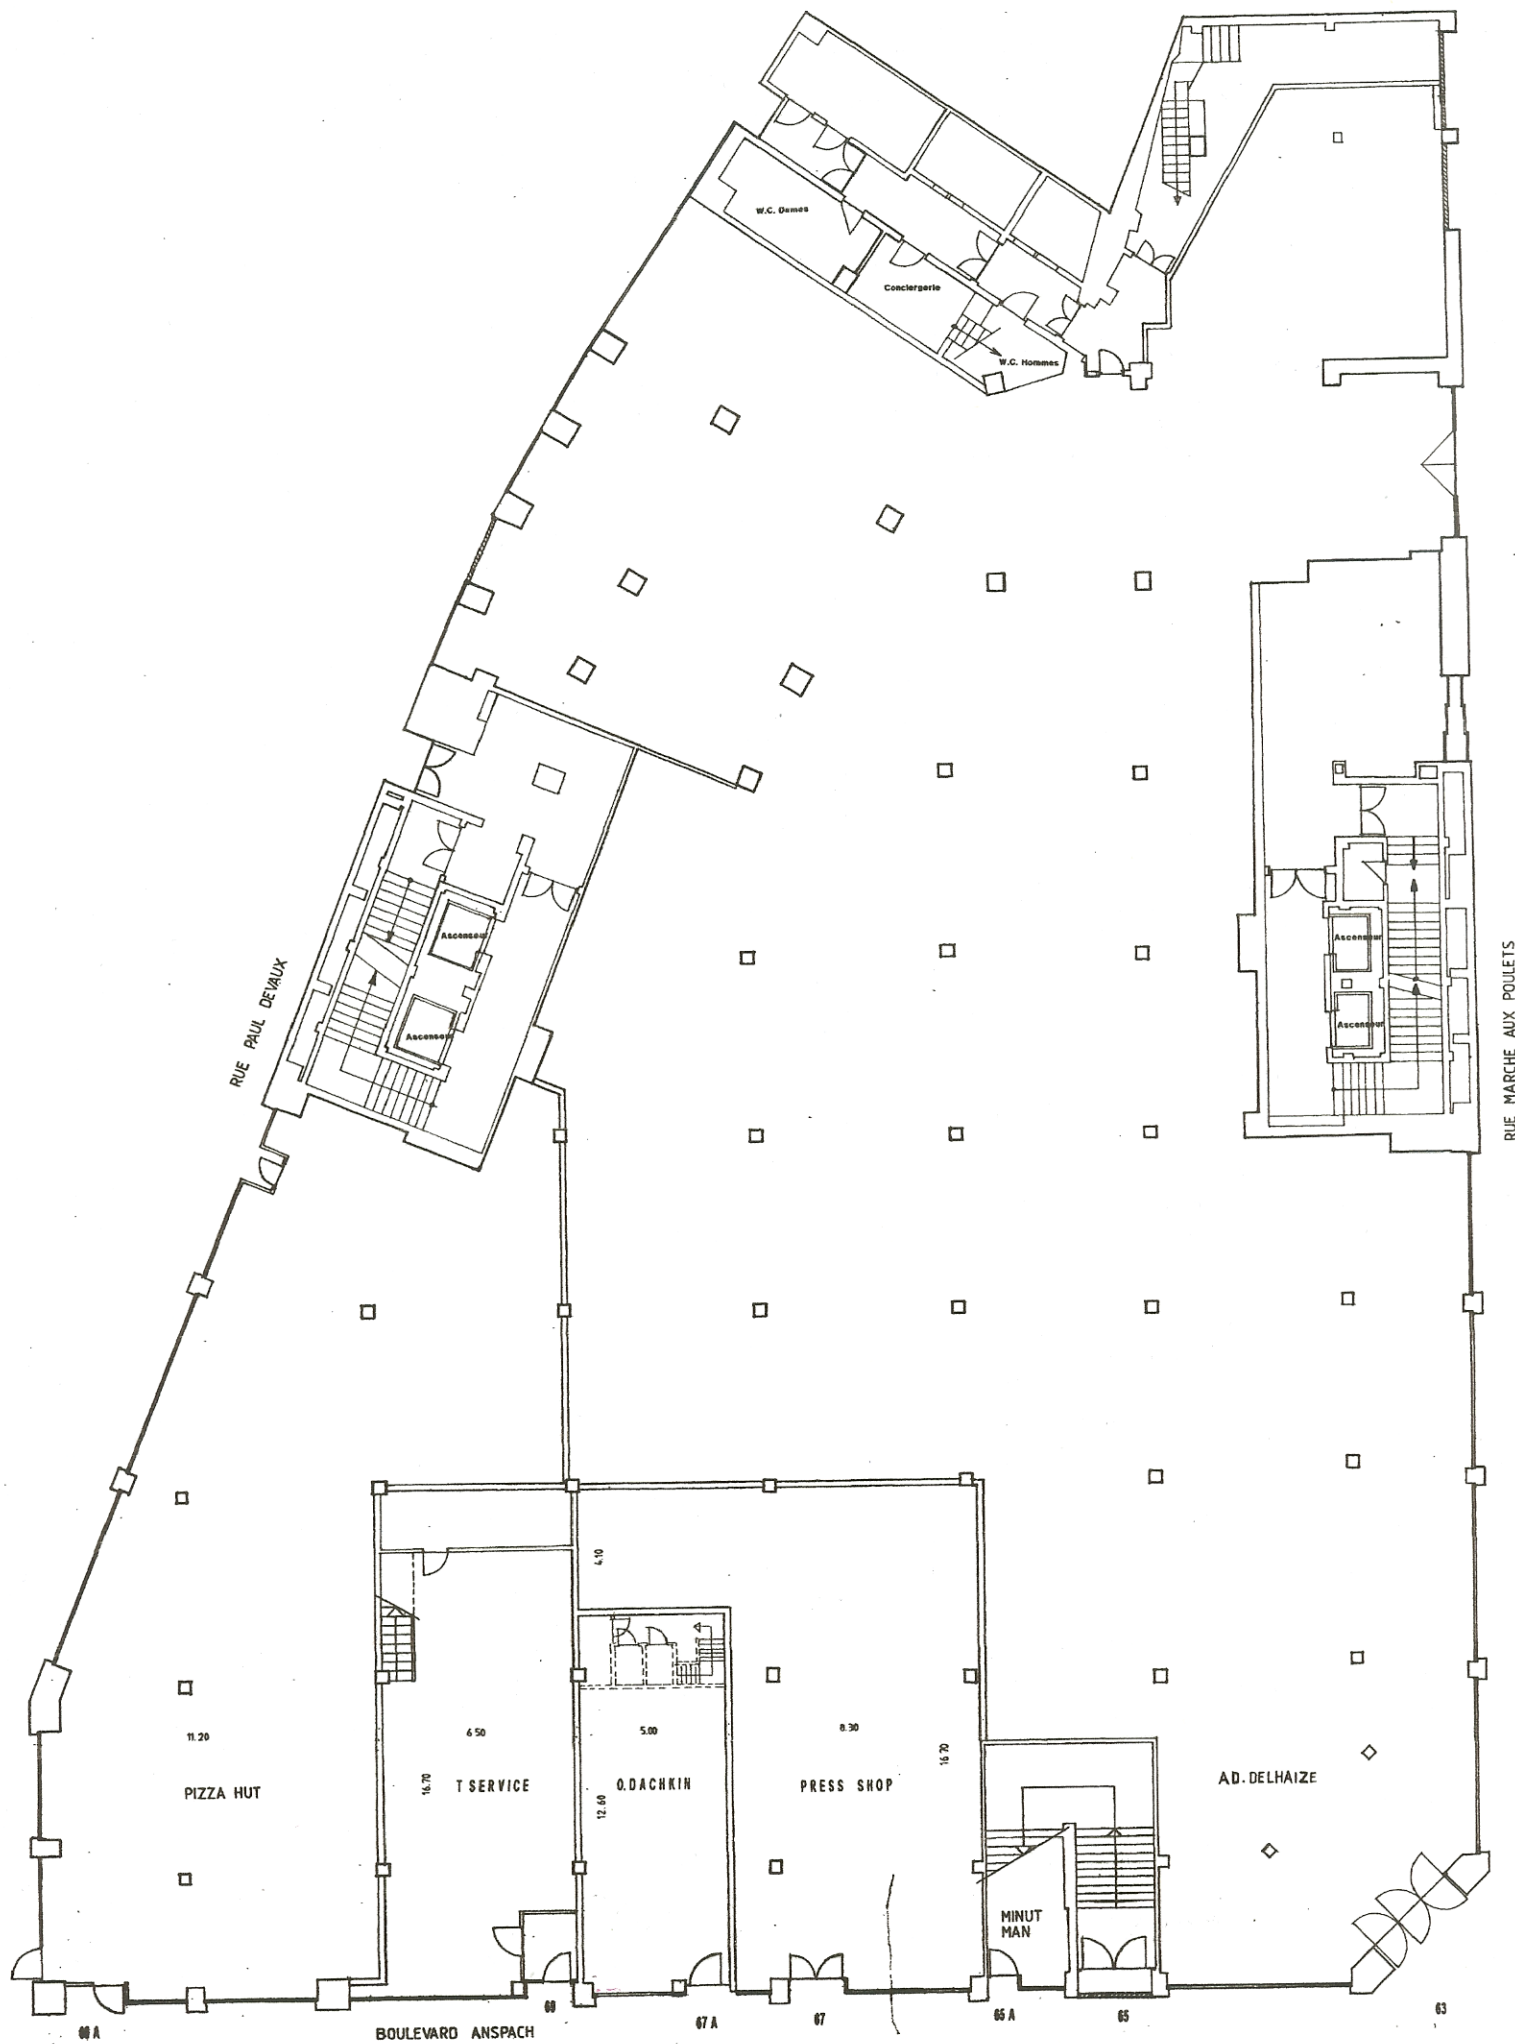 W.C. Dames
Conciergerie
W.C. Hommes
Ascenseur
Ascenseur
Ascenseur
Ascenseur
RUE PAUL DEVAUX
RUE MARCHE AUX POULETS
4.10
11.20
6 50
5.00
8.30
16.70
16.70
12.60
PIZZA HUT
T SERVICE
O.DACHKIN
PRESS SHOP
A.D. DELHAIZE
MINUT
MAN
69
67 A
67
65 A
65
63
BOULEVARD ANSPACH